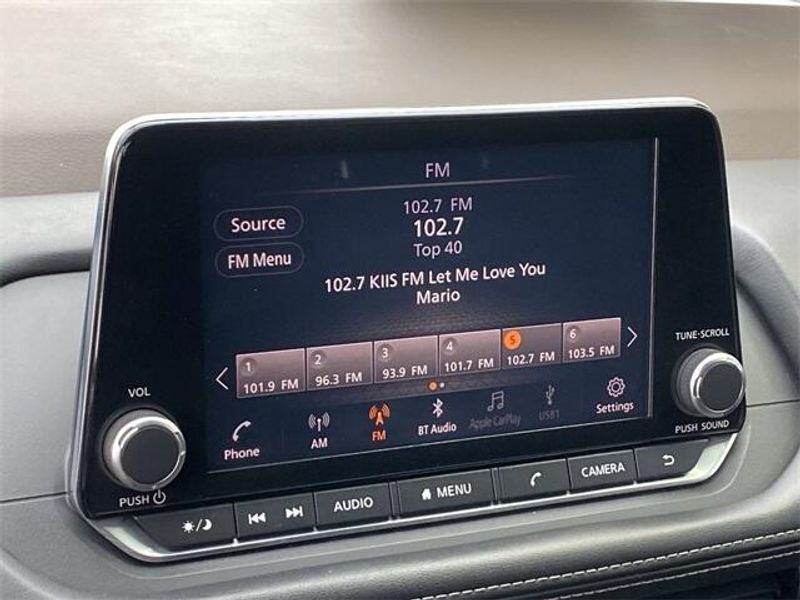 FM
102.7 FM
Source
102.7
Top 40
FM Menu
102.7 KIIS FM Let Me Love You
Mario
1 2 3 4 5 6
101.9 FM 96.3 FM 93.9 FM 101.7 FM 102.7 FM 103.5 FM
Phone AM FM BT Audio Apple CarPlay USB1 Settings
VOL
PUSH
TUNE·SCROLL
PUSH SOUND
AUDIO MENU CAMERA